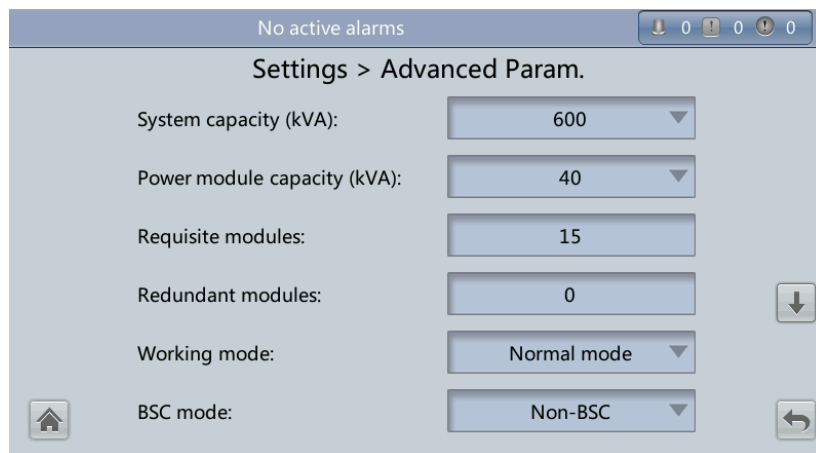 No active alarms 0 0 0
Settings > Advanced Param.
System capacity (kVA): 600
Power module capacity (kVA): 40
Requisite modules: 15
Redundant modules: 0
Working mode: Normal mode
BSC mode: Non-BSC